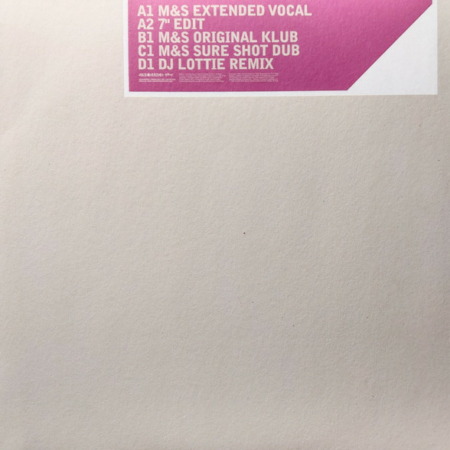 A1 M&S EXTENDED VOCAL
A2 7" EDIT
B1 M&S ORIGINAL KLUB
C1 M&S SURE SHOT DUB
D1 DJ LOTTIE REMIX